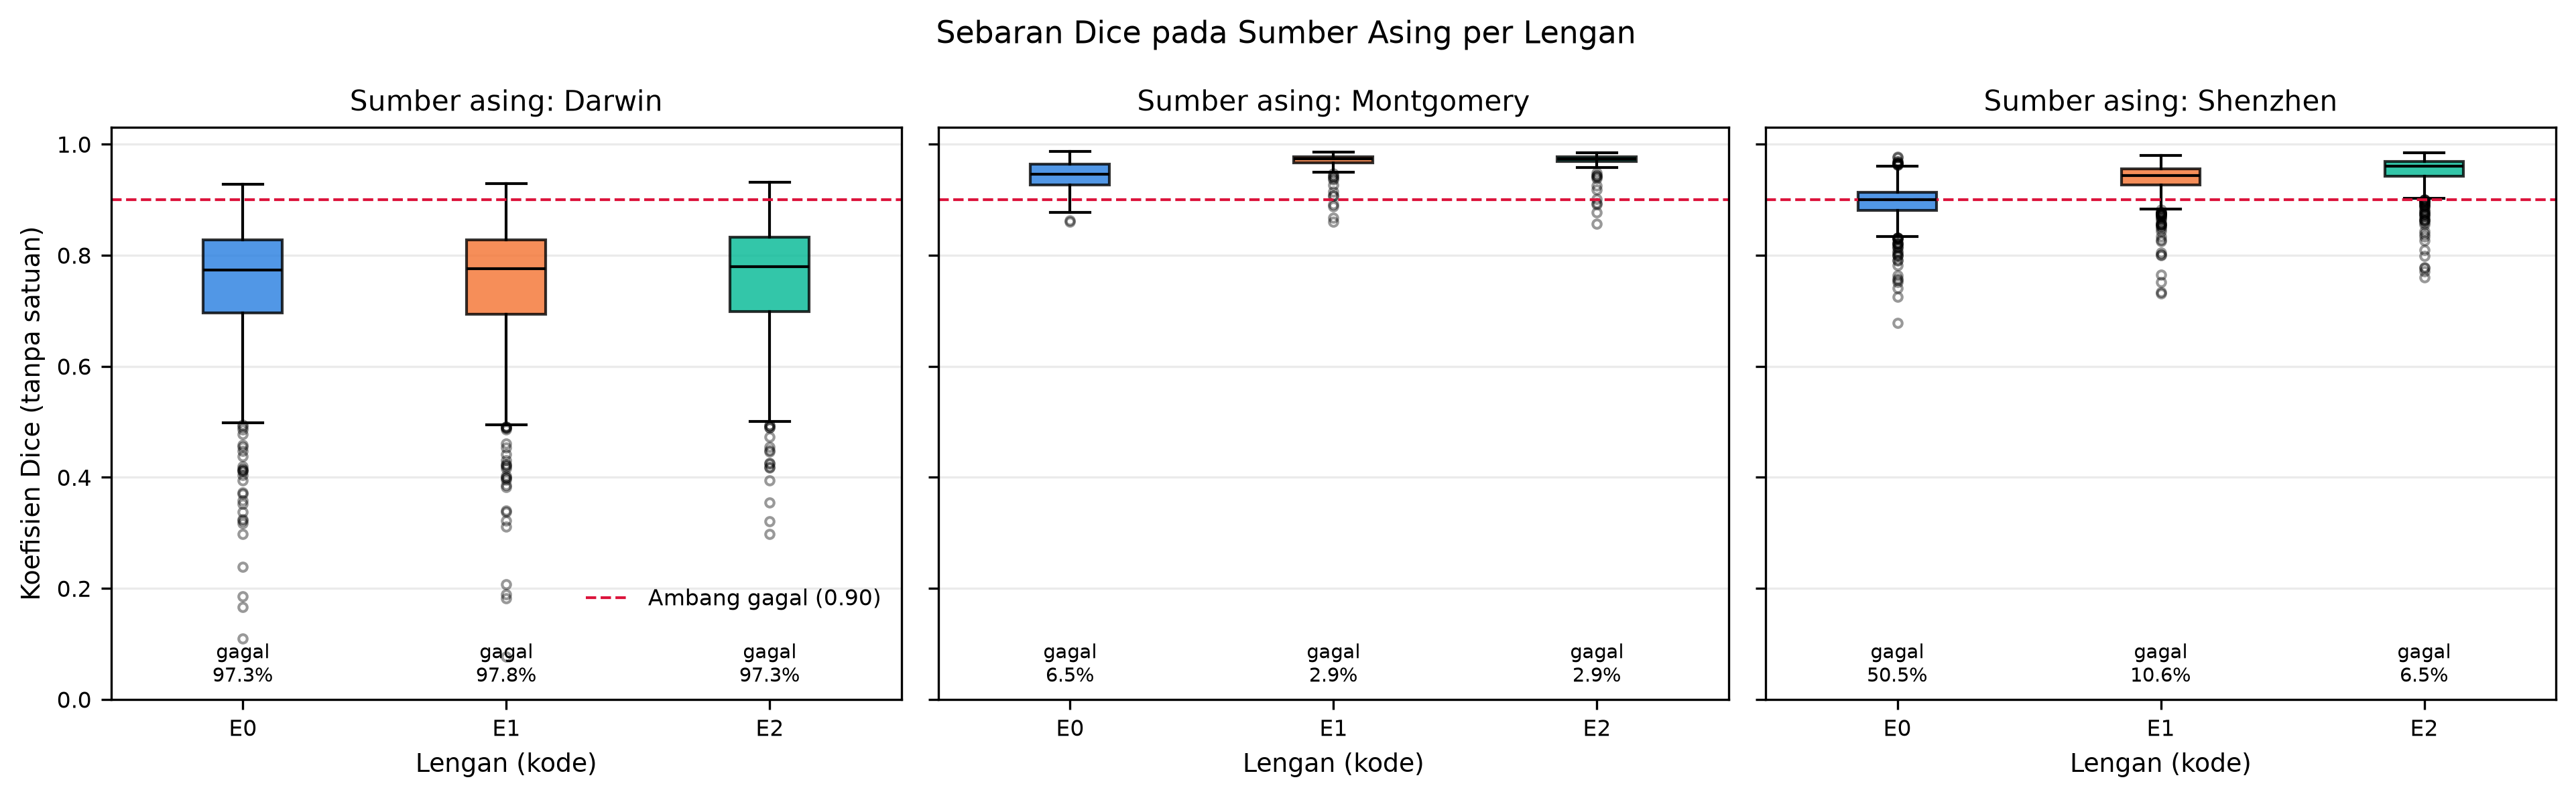 Sebaran Dice pada Sumber Asing per Lengan
Sumber asing: Darwin
Koefisien Dice (tanpa satuan)
1.0
0.8
0.6
0.4
0.2
0.0
Ambang gagal (0.90)
gagal
97.3%
gagal
97.8%
gagal
97.3%
E0
E1
E2
Lengan (kode)
Sumber asing: Montgomery
gagal
6.5%
gagal
2.9%
gagal
2.9%
E0
E1
E2
Lengan (kode)
Sumber asing: Shenzhen
gagal
50.5%
gagal
10.6%
gagal
6.5%
E0
E1
E2
Lengan (kode)